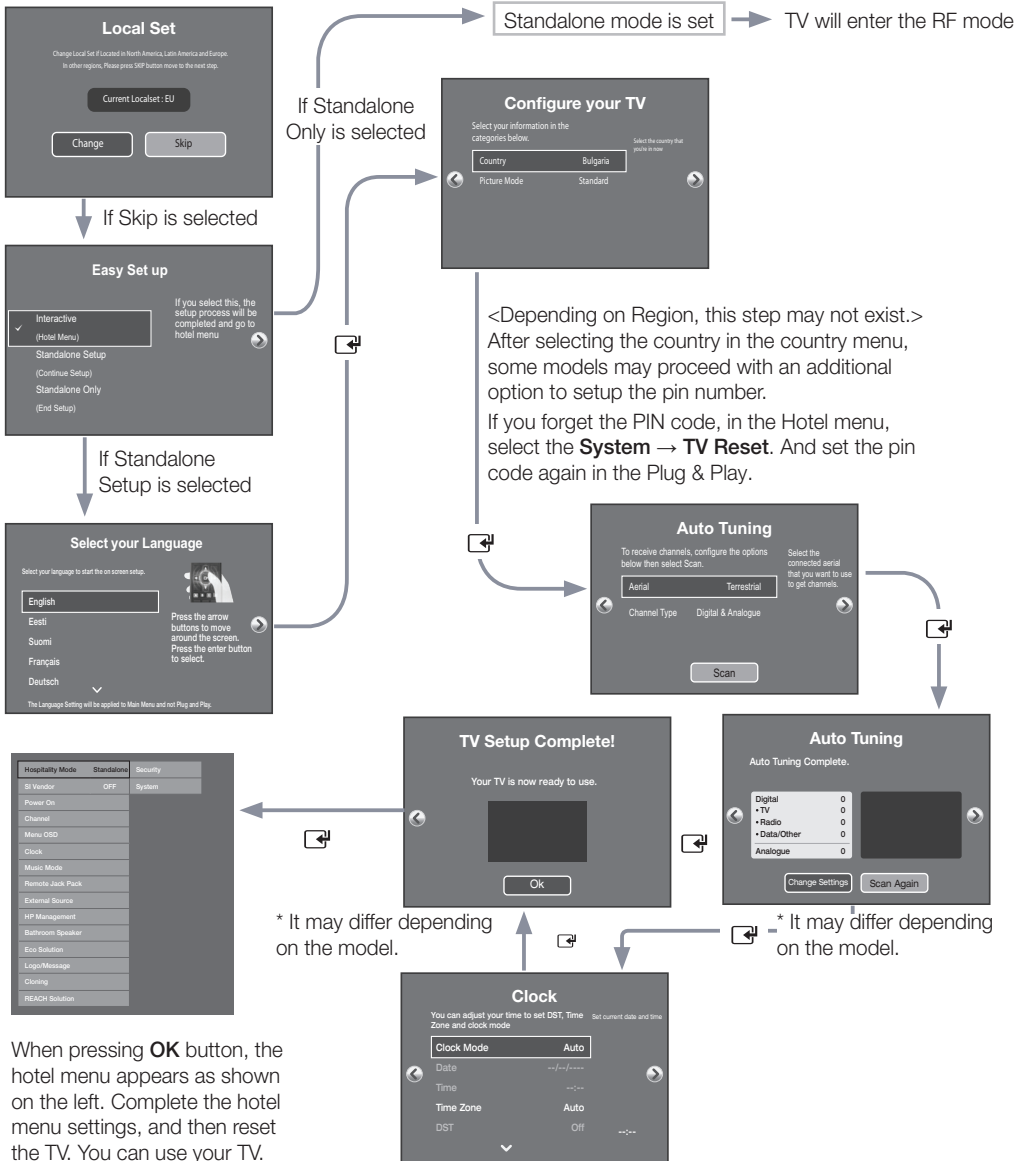 Local Set
Change Local Set if Located in North America, Latin America and Europe.
In other regions, Please press SKIP button move to the next step.
Current Localset : EU
Change
Skip
If Skip is selected
Standalone mode is set
TV will enter the RF mode
If Standalone
Only is selected
Configure your TV
Select your information in the
categories below.
Select the country that
you're in now
Country Bulgaria
Picture Mode Standard
Easy Set up
Interactive
(Hotel Menu)
Standalone Setup
(Continue Setup)
Standalone Only
(End Setup)
If you select this, the
setup process will be
completed and go to
hotel menu
If Standalone
Setup is selected
<Depending on Region, this step may not exist.>
After selecting the country in the country menu,
some models may proceed with an additional
option to setup the pin number.
If you forget the PIN code, in the Hotel menu,
select the System → TV Reset. And set the pin
code again in the Plug & Play.
Select your Language
Select your language to start the on screen setup.
English
Eesti
Suomi
Français
Deutsch
Press the arrow
buttons to move
around the screen.
Press the enter button
to select.
The Language Setting will be applied to Main Menu and not Plug and Play.
Auto Tuning
To receive channels, configure the options
below then select Scan.
Select the
connected aerial
that you want to use
to get channels.
Aerial Terrestrial
Channel Type Digital & Analogue
Scan
Auto Tuning
Auto Tuning Complete.
Digital 0
• TV 0
• Radio 0
• Data/Other 0
Analogue 0
Change Settings
Scan Again
* It may differ depending
on the model.
TV Setup Complete!
Your TV is now ready to use.
Ok
* It may differ depending
on the model.
Clock
You can adjust your time to set DST, Time
Zone and clock mode
Set current date and time
Clock Mode Auto
Date --/--/----
Time --:--
Time Zone Auto
DST Off
--:--
Hospitality Mode Standalone Security
SI Vendor OFF System
Power On
Channel
Menu OSD
Clock
Music Mode
Remote Jack Pack
External Source
HP Management
Bathroom Speaker
Eco Solution
Logo/Message
Cloning
REACH Solution
When pressing OK button, the
hotel menu appears as shown
on the left. Complete the hotel
menu settings, and then reset
the TV. You can use your TV.